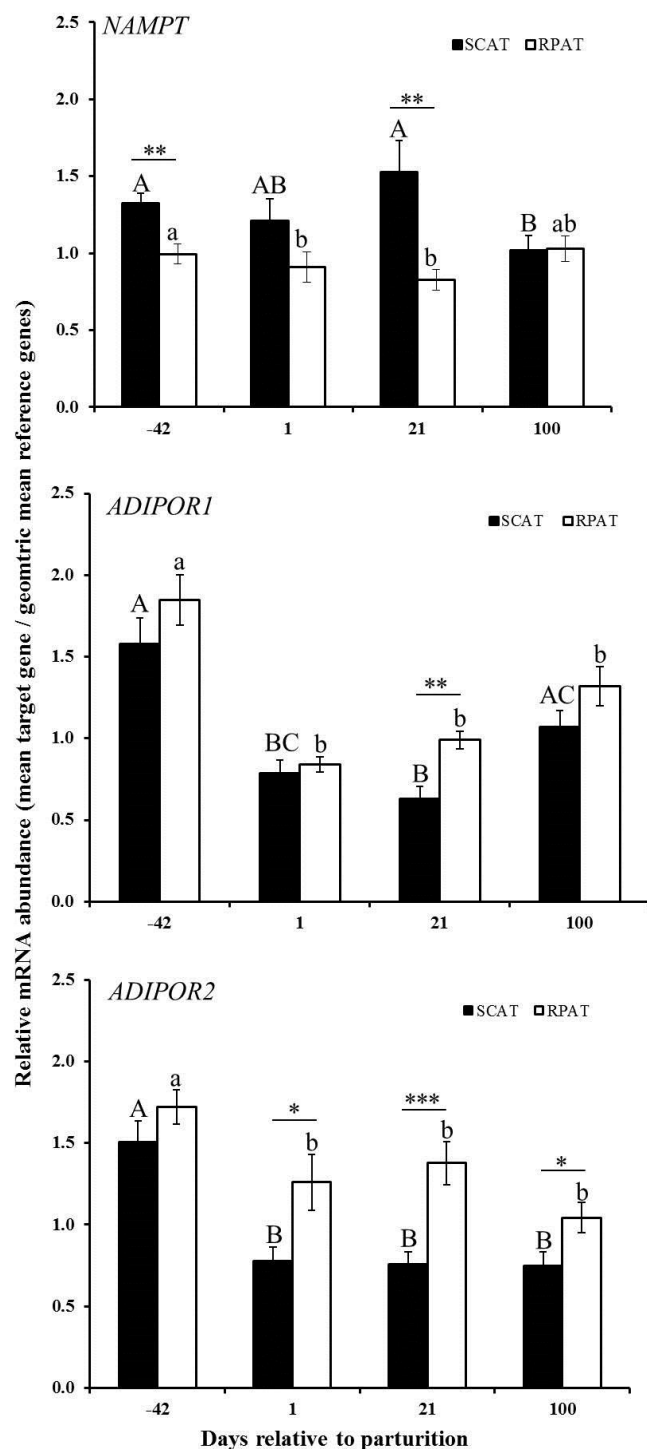 Relative mRNA abundance (mean target gene / geomtric mean reference genes)
NAMPT
SCAT RPAT
2.5
2.0
1.5
1.0
0.5
0.0
** **
A a AB b A b B ab
-42 1 21 100
ADIPOR1
SCAT RPAT
2.5
2.0
1.5
1.0
0.5
0.0
**
A a BC b B b AC b
-42 1 21 100
ADIPOR2
SCAT RPAT
2.5
2.0
1.5
1.0
0.5
0.0
* *** *
A a B b B b B b
-42 1 21 100
Days relative to parturition